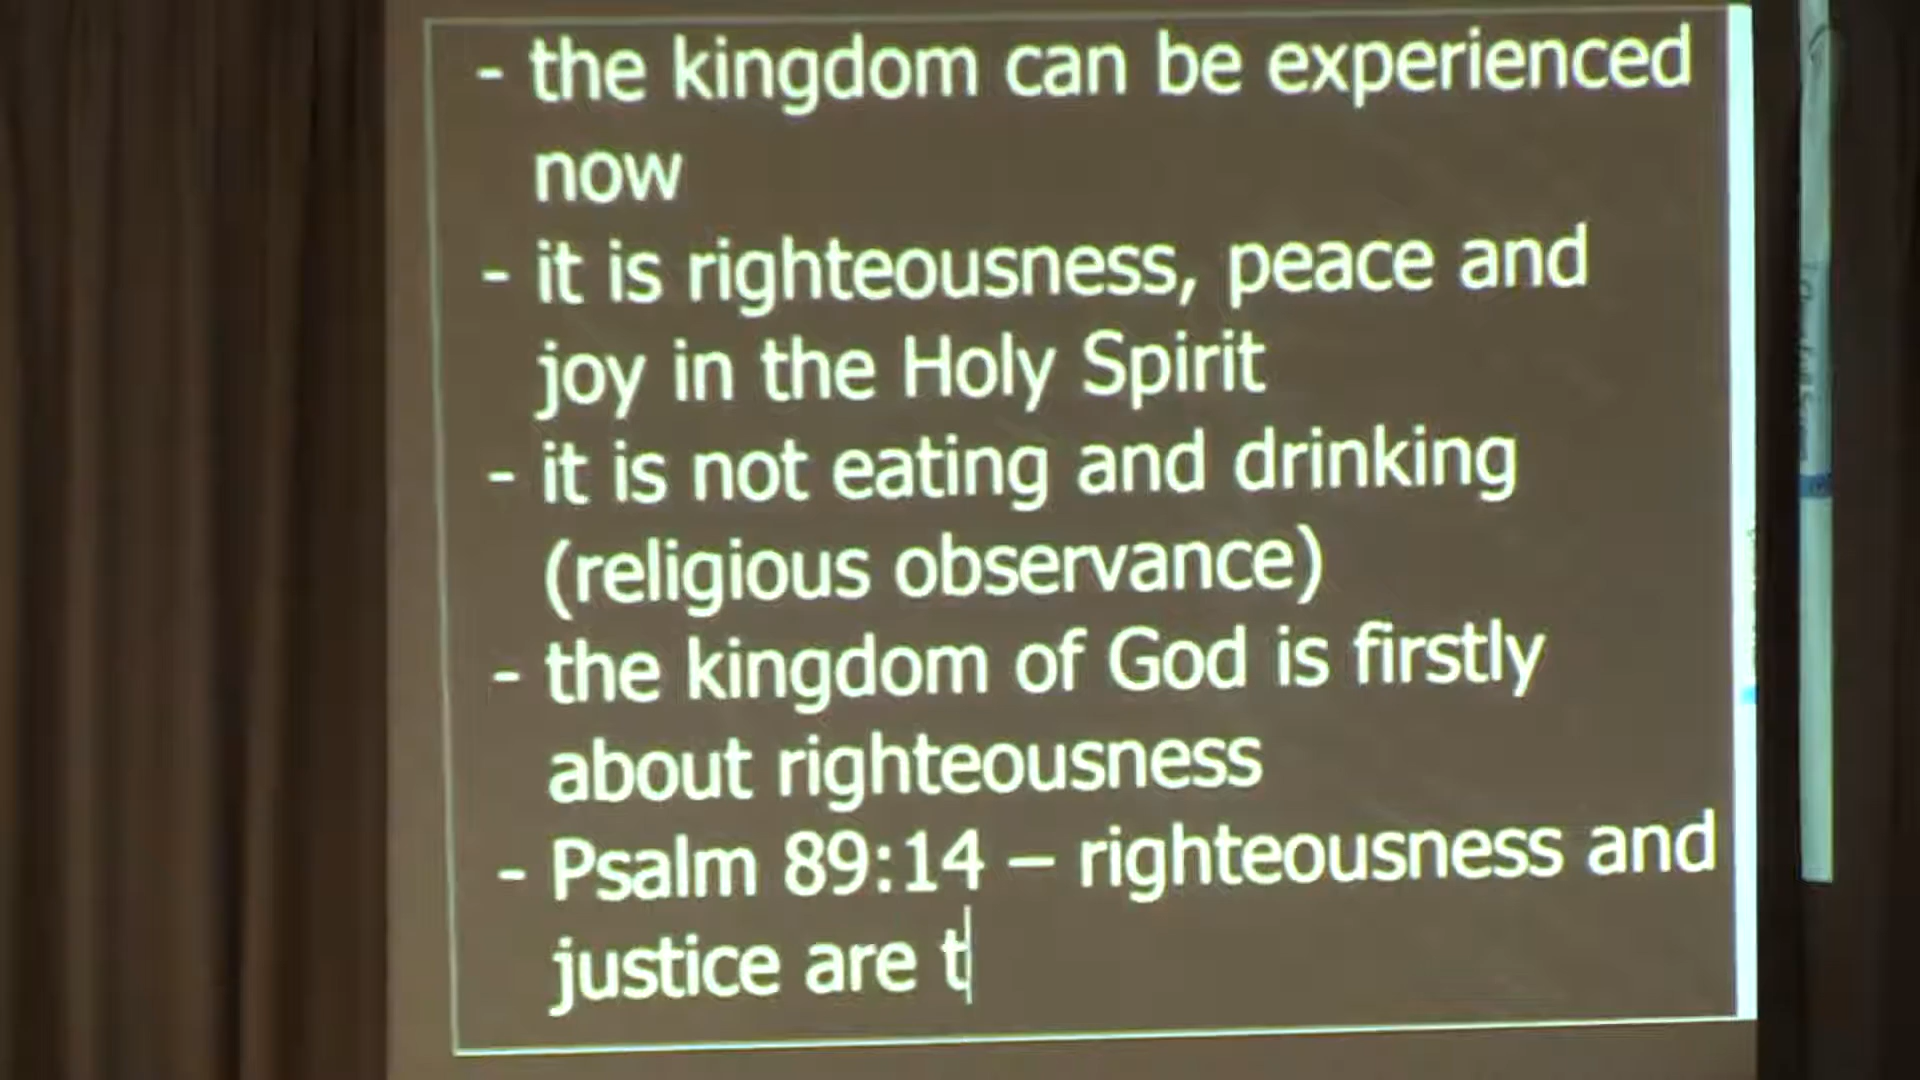 - the kingdom can be experienced
now
- it is righteousness, peace and
joy in the Holy Spirit
- it is not eating and drinking
(religious observance)
- the kingdom of God is firstly
about righteousness
- Psalm 89:14 – righteousness and
justice are t